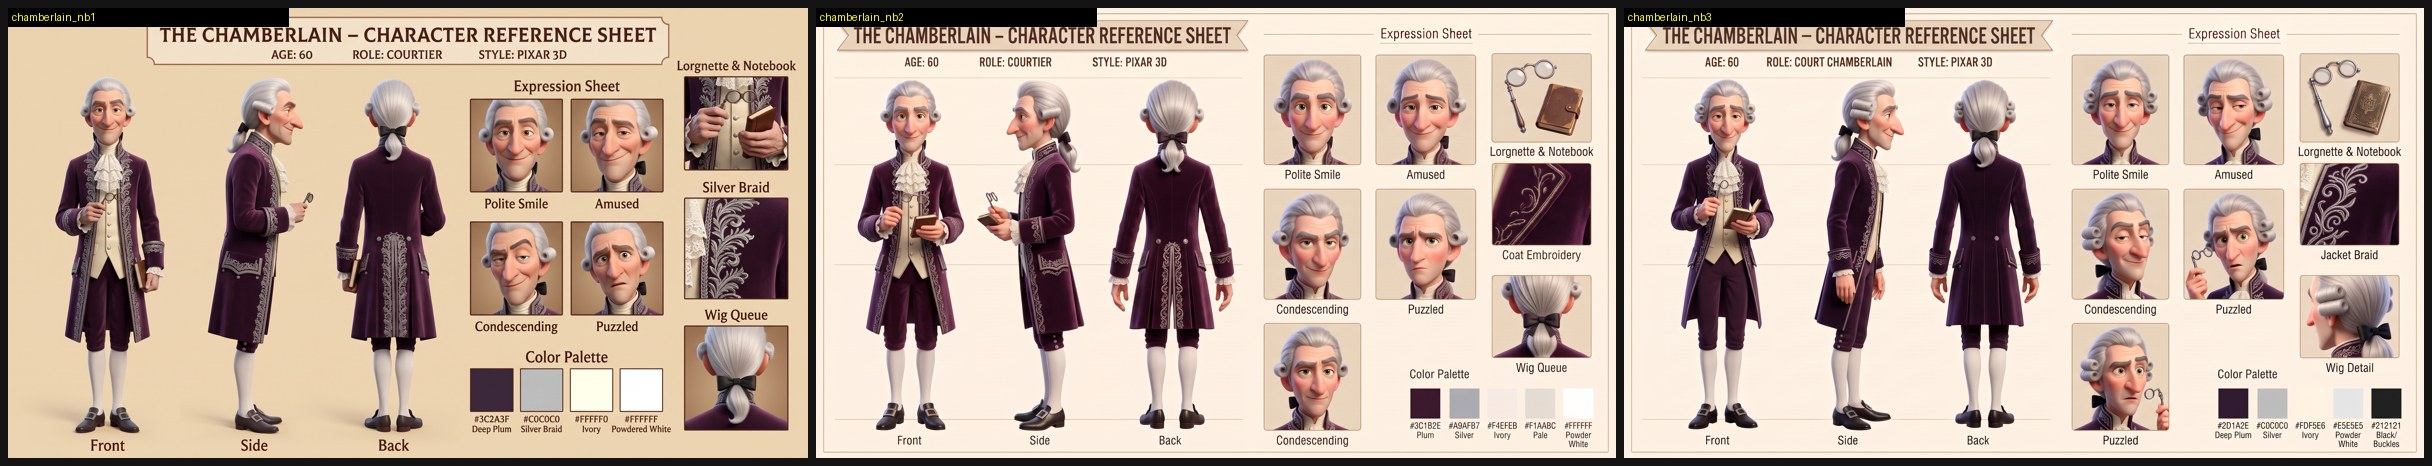 chamberlain_nb1
THE CHAMBERLAIN – CHARACTER REFERENCE SHEET
AGE: 60 ROLE: COURTIER STYLE: PIXAR 3D
Expression Sheet
Polite Smile Amused
Condescending Puzzled
Color Palette
#3C2A3F #C0C0C0 #FFFFF0 #FFFFFF
Deep Plum Silver Braid Ivory Powdered White
Lorgnette & Notebook
Silver Braid
Wig Queue
Front Side Back
chamberlain_nb2
THE CHAMBERLAIN – CHARACTER REFERENCE SHEET
AGE: 60 ROLE: COURTIER STYLE: PIXAR 3D
Expression Sheet
Polite Smile Amused
Condescending Puzzled
Condescending
Lorgnette & Notebook
Coat Embroidery
Wig Queue
Color Palette
#3C1B2E #A9AFB7 #F4EFEB #F1AABC #FFFFFF
Plum Silver Ivory Pale Powder
White
Front Side Back
chamberlain_nb3
THE CHAMBERLAIN – CHARACTER REFERENCE SHEET
AGE: 60 ROLE: COURT CHAMBERLAIN STYLE: PIXAR 3D
Expression Sheet
Polite Smile Amused
Condescending Puzzled
Puzzled
Lorgnette & Notebook
Jacket Braid
Wig Detail
Color Palette
#2D1A2E #C0C0C0 #FDF5E6 #E5E5E5 #212121
Deep Plum Silver Ivory Powder Black/
White Buckles
Front Side Back